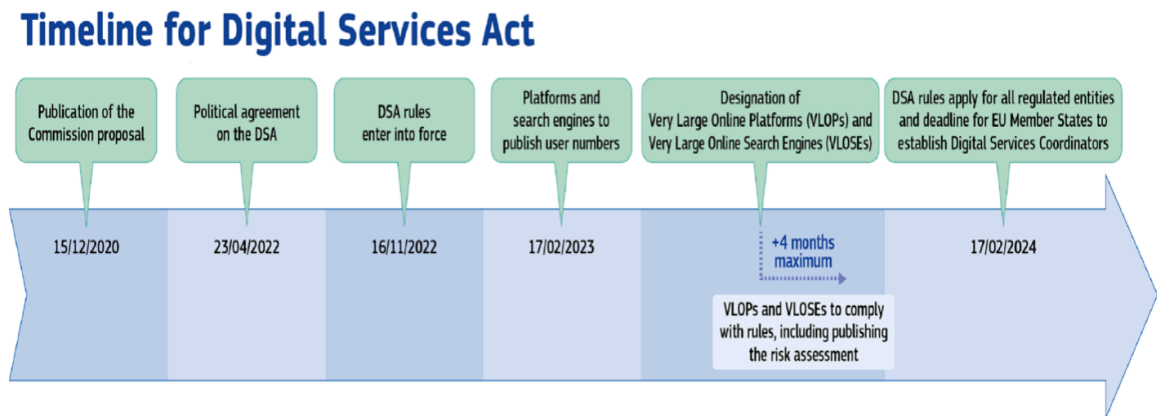 Timeline for Digital Services Act
Publication of the
Commission proposal
Political agreement
on the DSA
DSA rules
enter into force
Platforms and
search engines to
publish user numbers
Designation of
Very Large Online Platforms (VLOPs) and
Very Large Online Search Engines (VLOSEs)
DSA rules apply for all regulated entities
and deadline for EU Member States to
establish Digital Services Coordinators
15/12/2020
23/04/2022
16/11/2022
17/02/2023
+4 months
maximum
17/02/2024
VLOPs and VLOSEs to comply
with rules, including publishing
the risk assessment